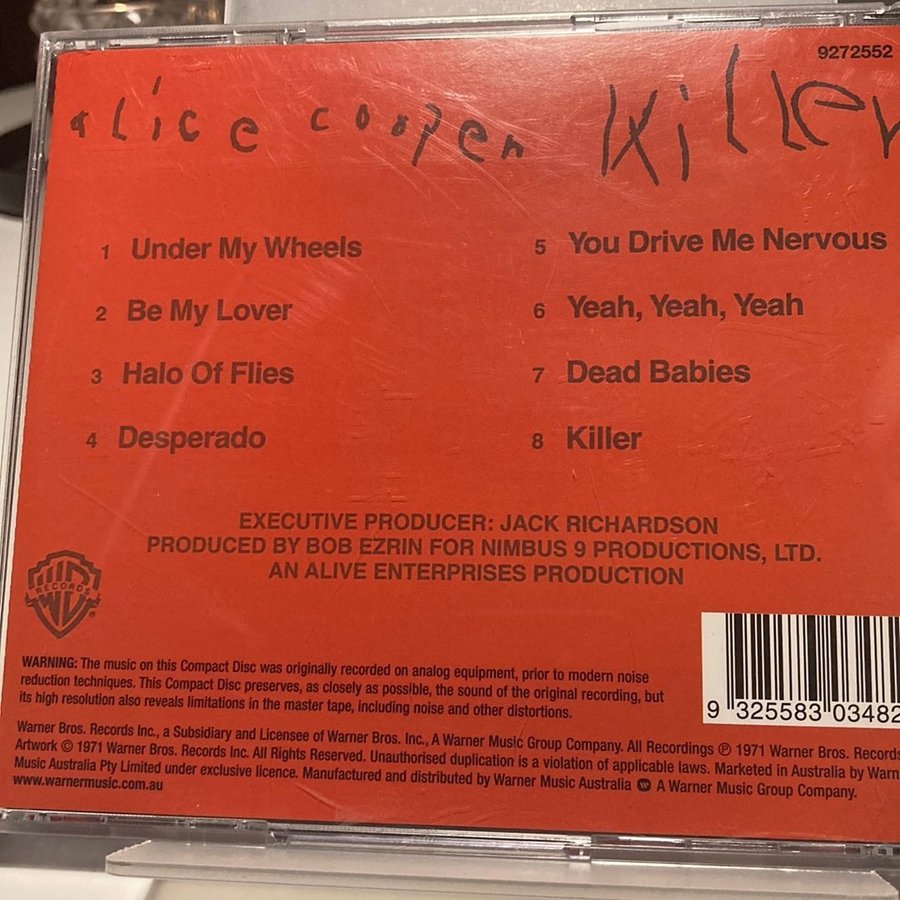 9272552
alice cooper killer
1 Under My Wheels
2 Be My Lover
3 Halo Of Flies
4 Desperado
5 You Drive Me Nervous
6 Yeah, Yeah, Yeah
7 Dead Babies
8 Killer
EXECUTIVE PRODUCER: JACK RICHARDSON
PRODUCED BY BOB EZRIN FOR NIMBUS 9 PRODUCTIONS, LTD.
AN ALIVE ENTERPRISES PRODUCTION
WB
RECORDS
®
WARNING: The music on this Compact Disc was originally recorded on analog equipment, prior to modern noise
reduction techniques. This Compact Disc preserves, as closely as possible, the sound of the original recording, but
its high resolution also reveals limitations in the master tape, including noise and other distortions.
9 325583 03482
Warner Bros. Records Inc., a Subsidiary and Licensee of Warner Bros. Inc., A Warner Music Group Company. All Recordings ℗ 1971 Warner Bros. Records
Artwork © 1971 Warner Bros. Records Inc. All Rights Reserved. Unauthorised duplication is a violation of applicable laws. Marketed in Australia by Warn
Music Australia Pty Limited under exclusive licence. Manufactured and distributed by Warner Music Australia A Warner Music Group Company.
www.warnermusic.com.au